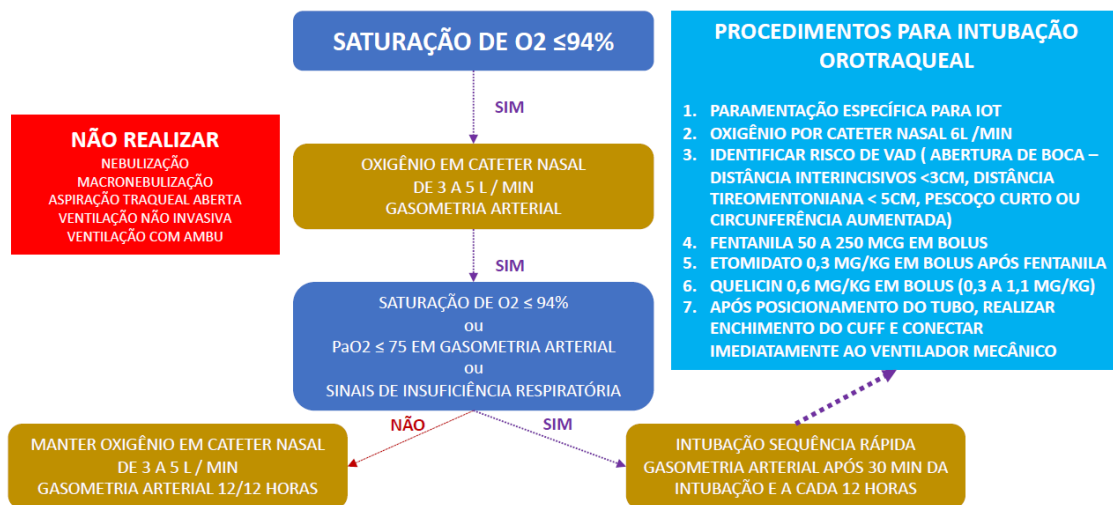 SATURAÇÃO DE O2 ≤94%
SIM
NÃO REALIZAR
NEBULIZAÇÃO
MACRONEBULIZAÇÃO
ASPIRAÇÃO TRAQUEAL ABERTA
VENTILAÇÃO NÃO INVASIVA
VENTILAÇÃO COM AMBU
OXIGÊNIO EM CATETER NASAL
DE 3 A 5 L / MIN
GASOMETRIA ARTERIAL
SIM
SATURAÇÃO DE O2 ≤ 94%
ou
PaO2 ≤ 75 EM GASOMETRIA ARTERIAL
ou
SINAIS DE INSUFICIÊNCIA RESPIRATÓRIA
NÃO
SIM
MANTER OXIGÊNIO EM CATETER NASAL
DE 3 A 5 L / MIN
GASOMETRIA ARTERIAL 12/12 HORAS
INTUBAÇÃO SEQUÊNCIA RÁPIDA
GASOMETRIA ARTERIAL APÓS 30 MIN DA
INTUBAÇÃO E A CADA 12 HORAS
PROCEDIMENTOS PARA INTUBAÇÃO
OROTRAQUEAL
1. PARAMENTAÇÃO ESPECÍFICA PARA IOT
2. OXIGÊNIO POR CATETER NASAL 6L /MIN
3. IDENTIFICAR RISCO DE VAD ( ABERTURA DE BOCA –
DISTÂNCIA INTERINCISIVOS <3CM, DISTÂNCIA
TIREOMENTONIANA < 5CM, PESCOÇO CURTO OU
CIRCUNFERÊNCIA AUMENTADA)
4. FENTANILA 50 A 250 MCG EM BOLUS
5. ETOMIDATO 0,3 MG/KG EM BOLUS APÓS FENTANILA
6. QUELICIN 0,6 MG/KG EM BOLUS (0,3 A 1,1 MG/KG)
7. APÓS POSICIONAMENTO DO TUBO, REALIZAR
ENCHIMENTO DO CUFF E CONECTAR
IMEDIATAMENTE AO VENTILADOR MECÂNICO